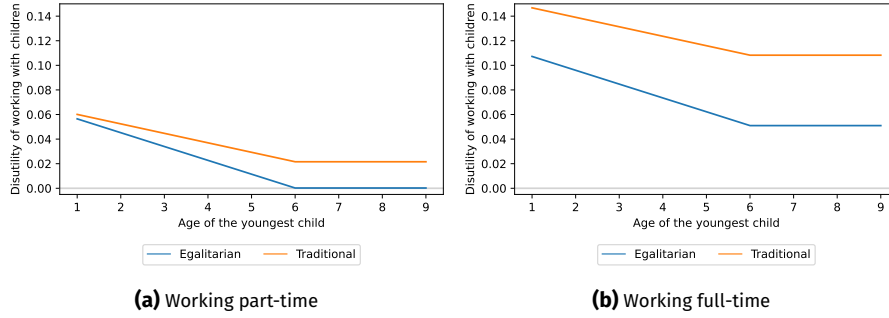 0.14
0.12
0.10
0.08
0.06
0.04
0.02
0.00
Disutility of working with children
1 2 3 4 5 6 7 8 9
Age of the youngest child
Egalitarian Traditional
(a) Working part-time
0.14
0.12
0.10
0.08
0.06
0.04
0.02
0.00
Disutility of working with children
1 2 3 4 5 6 7 8 9
Age of the youngest child
Egalitarian Traditional
(b) Working full-time